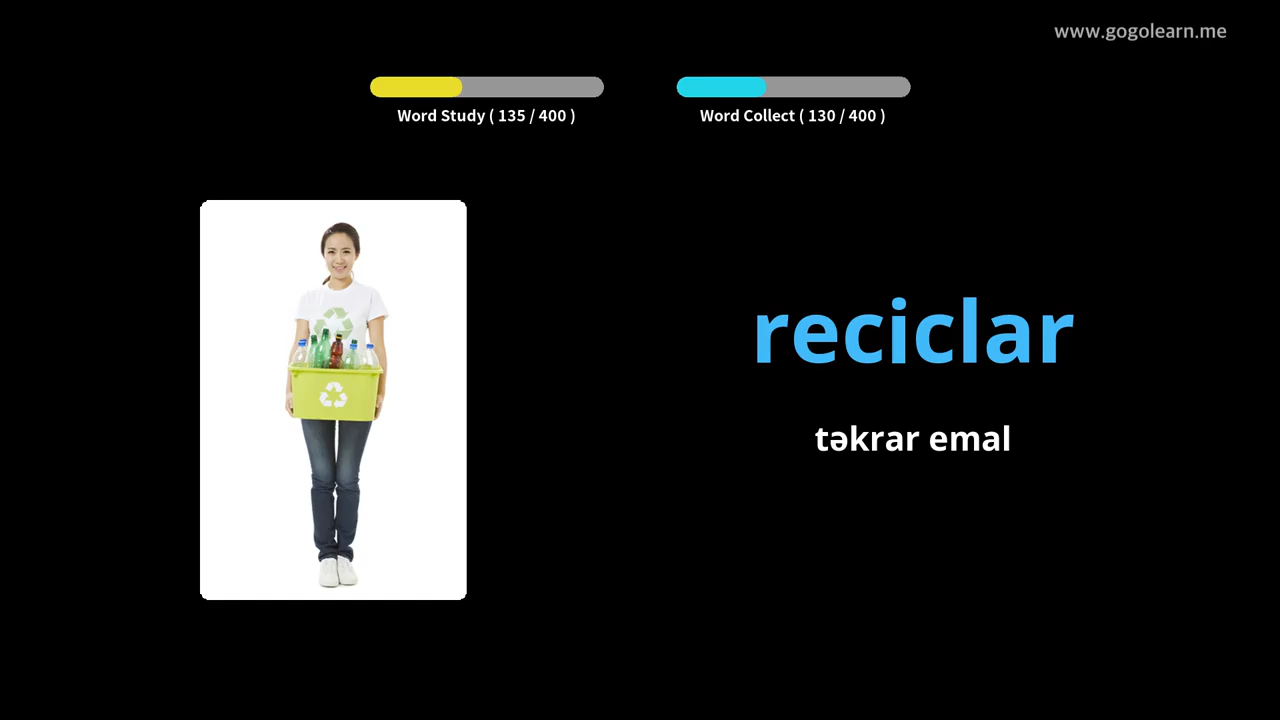 www.gogolearn.me
Word Study ( 135 / 400 )
Word Collect ( 130 / 400 )
reciclar
təkrar emal